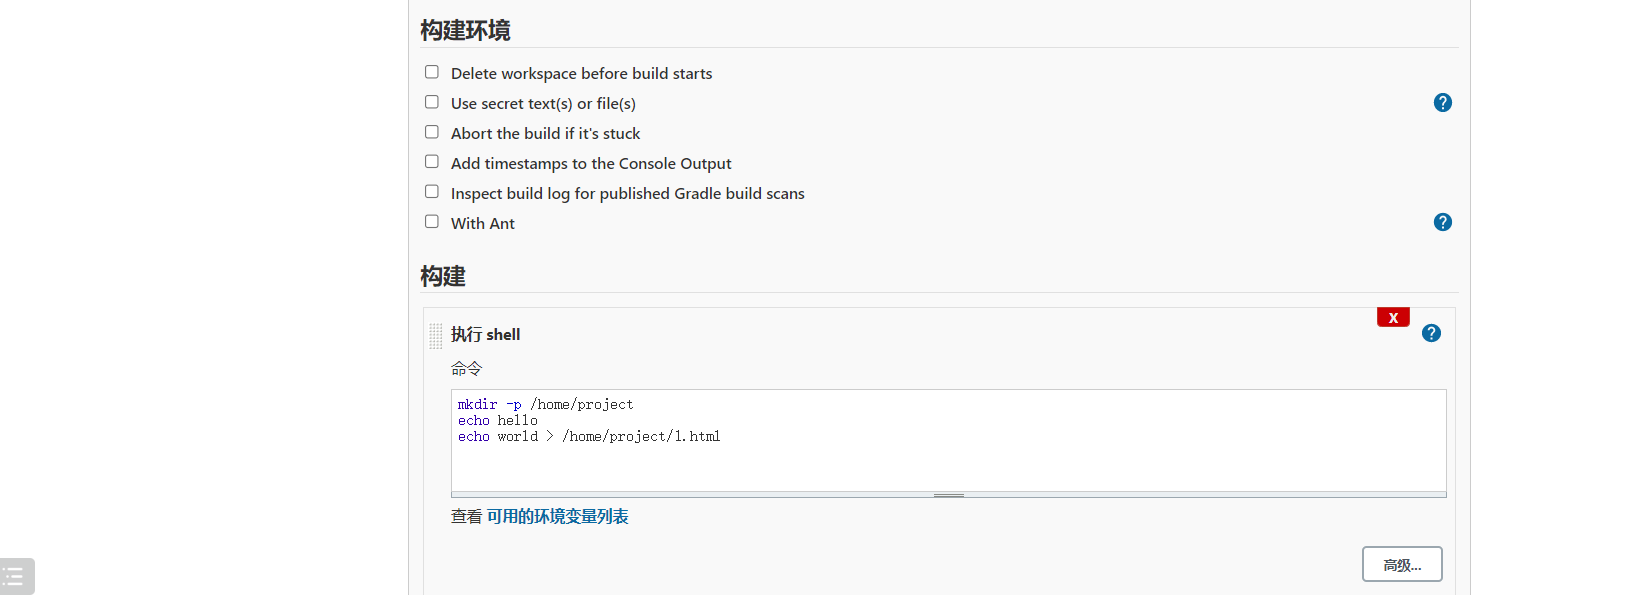 构建环境
Delete workspace before build starts
Use secret text(s) or file(s)
?
Abort the build if it's stuck
Add timestamps to the Console Output
Inspect build log for published Gradle build scans
With Ant
?
构建
X
执行 shell
?
命令
mkdir -p /home/project
echo hello
echo world > /home/project/1.html
查看 可用的环境变量列表
高级...